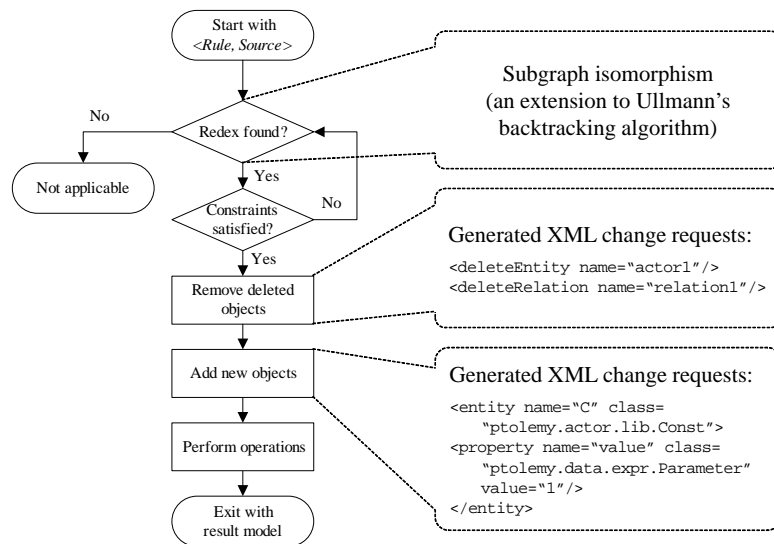 Start with
<Rule, Source>
No
Redex found?
Not applicable
Yes
Constraints
satisfied?
No
Yes
Remove deleted
objects
Add new objects
Perform operations
Exit with
result model
Subgraph isomorphism
(an extension to Ullmann's
backtracking algorithm)
Generated XML change requests:
<deleteEntity name=“actor1”/>
<deleteRelation name=“relation1”/>
Generated XML change requests:
<entity name=“C” class=
“ptolemy.actor.lib.Const”>
<property name=“value” class=
“ptolemy.data.expr.Parameter”
value=“1”/>
</entity>